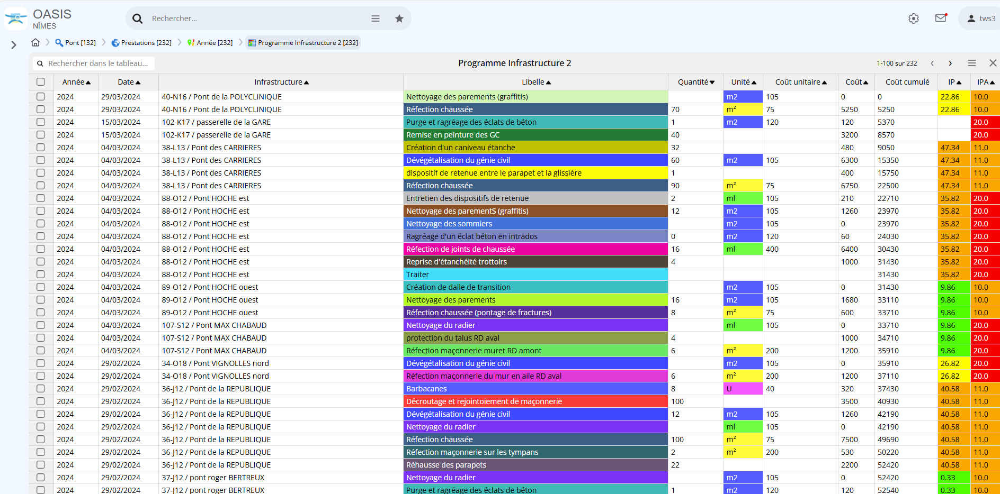 OASIS
NÎMES
Rechercher...
tws3
Pont [132] Prestations [232] Année [232] Programme Infrastructure 2 [232]
Rechercher dans le tableau... Programme Infrastructure 2 1-100 sur 232
Année Date Infrastructure Libelle Quantité Unité Coût unitaire Coût Coût cumulé IP IPA
2024 29/03/2024 40-N16 / Pont de la POLYCLINIQUE Nettoyage des parements (graffitis) m2 105 0 0 22.86 10.0
2024 29/03/2024 40-N16 / Pont de la POLYCLINIQUE Réfection chaussée 70 m² 75 5250 5250 22.86 10.0
2024 15/03/2024 102-K17 / passerelle de la GARE Purge et ragréage des éclats de béton 1 m2 120 120 5370 20.0
2024 15/03/2024 102-K17 / passerelle de la GARE Remise en peinture des GC 40 3200 8570 20.0
2024 04/03/2024 38-L13 / Pont des CARRIERES Création d'un caniveau étanche 32 480 9050 47.34 11.0
2024 04/03/2024 38-L13 / Pont des CARRIERES Dévégétalisation du génie civil 60 m2 105 6300 15350 47.34 11.0
2024 04/03/2024 38-L13 / Pont des CARRIERES dispositif de retenue entre le parapet et la glissière 1 400 15750 47.34 11.0
2024 04/03/2024 38-L13 / Pont des CARRIERES Réfection chaussée 90 m² 75 6750 22500 47.34 11.0
2024 04/03/2024 88-O12 / Pont HOCHE est Entretien des dispositifs de retenue 2 ml 105 210 22710 35.82 20.0
2024 04/03/2024 88-O12 / Pont HOCHE est Nettoyage des parementS (graffitis) 12 m2 105 1260 23970 35.82 20.0
2024 04/03/2024 88-O12 / Pont HOCHE est Nettoyage des sommiers m2 105 0 23970 35.82 20.0
2024 04/03/2024 88-O12 / Pont HOCHE est Ragréage d'un éclat béton en intrados 0 m2 120 60 24030 35.82 20.0
2024 04/03/2024 88-O12 / Pont HOCHE est Réfection de joints de chaussée 16 ml 400 6400 30430 35.82 20.0
2024 04/03/2024 88-O12 / Pont HOCHE est Reprise d'étanchéité trottoirs 4 1000 31430 35.82 20.0
2024 04/03/2024 88-O12 / Pont HOCHE est Traiter 31430 35.82 20.0
2024 04/03/2024 89-O12 / Pont HOCHE ouest Création de dalle de transition m2 105 0 31430 9.86 10.0
2024 04/03/2024 89-O12 / Pont HOCHE ouest Nettoyage des parements 16 m2 105 1680 33110 9.86 10.0
2024 04/03/2024 89-O12 / Pont HOCHE ouest Réfection chaussée (pontage de fractures) 8 m² 75 600 33710 9.86 10.0
2024 04/03/2024 107-S12 / Pont MAX CHABAUD Nettoyage du radier ml 105 0 33710 9.86 20.0
2024 04/03/2024 107-S12 / Pont MAX CHABAUD protection du talus RD aval 4 1000 34710 9.86 20.0
2024 04/03/2024 107-S12 / Pont MAX CHABAUD Réfection maçonnerie muret RD amont 6 m² 200 1200 35910 9.86 20.0
2024 29/02/2024 34-O18 / Pont VIGNOLLES nord Dévégétalisation du génie civil m2 105 0 35910 26.82 20.0
2024 29/02/2024 34-O18 / Pont VIGNOLLES nord Réfection maçonnerie du mur en aile RD aval 6 m² 200 1200 37110 26.82 20.0
2024 29/02/2024 36-J12 / Pont de la REPUBLIQUE Barbacanes 8 U 40 320 37430 40.58 11.0
2024 29/02/2024 36-J12 / Pont de la REPUBLIQUE Décroutage et rejointoiement de maçonnerie 100 3500 40930 40.58 11.0
2024 29/02/2024 36-J12 / Pont de la REPUBLIQUE Dévégétalisation du génie civil 12 m2 105 1260 42190 40.58 11.0
2024 29/02/2024 36-J12 / Pont de la REPUBLIQUE Nettoyage du radier ml 105 0 42190 40.58 11.0
2024 29/02/2024 36-J12 / Pont de la REPUBLIQUE Réfection chaussée 100 m² 75 7500 49690 40.58 11.0
2024 29/02/2024 36-J12 / Pont de la REPUBLIQUE Réfection maçonnerie sur les tympans 2 m² 200 530 50220 40.58 11.0
2024 29/02/2024 36-J12 / Pont de la REPUBLIQUE Réhausse des parapets 22 2200 52420 40.58 11.0
2024 29/02/2024 37-J12 / pont roger BERTREUX Nettoyage du radier m2 105 0 52420 0.33 10.0
2024 29/02/2024 37-J12 / pont roger BERTREUX Purge et ragréage des éclats de béton 1 m2 120 120 52540 0.33 10.0